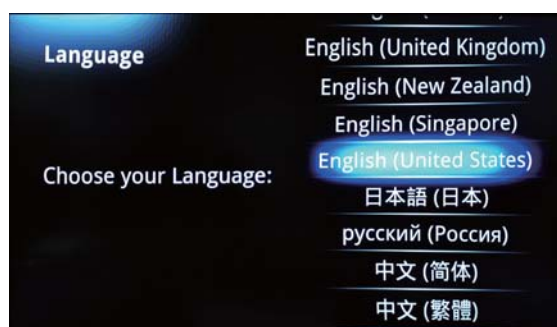 Language
Choose your Language:
English (United Kingdom)
English (New Zealand)
English (Singapore)
English (United States)
日本語 (日本)
русский (Россия)
中文 (简体)
中文 (繁體)